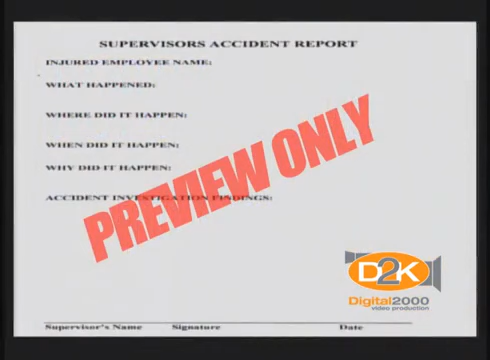 SUPERVISORS ACCIDENT REPORT
INJURED EMPLOYEE NAME:
WHAT HAPPENED:
WHERE DID IT HAPPEN:
WHEN DID IT HAPPEN:
WHY DID IT HAPPEN:
ACCIDENT INVESTIGATION FINDINGS:
PREVIEW ONLY
D2K
Digital2000
video production
Supervisor's Name Signature Date